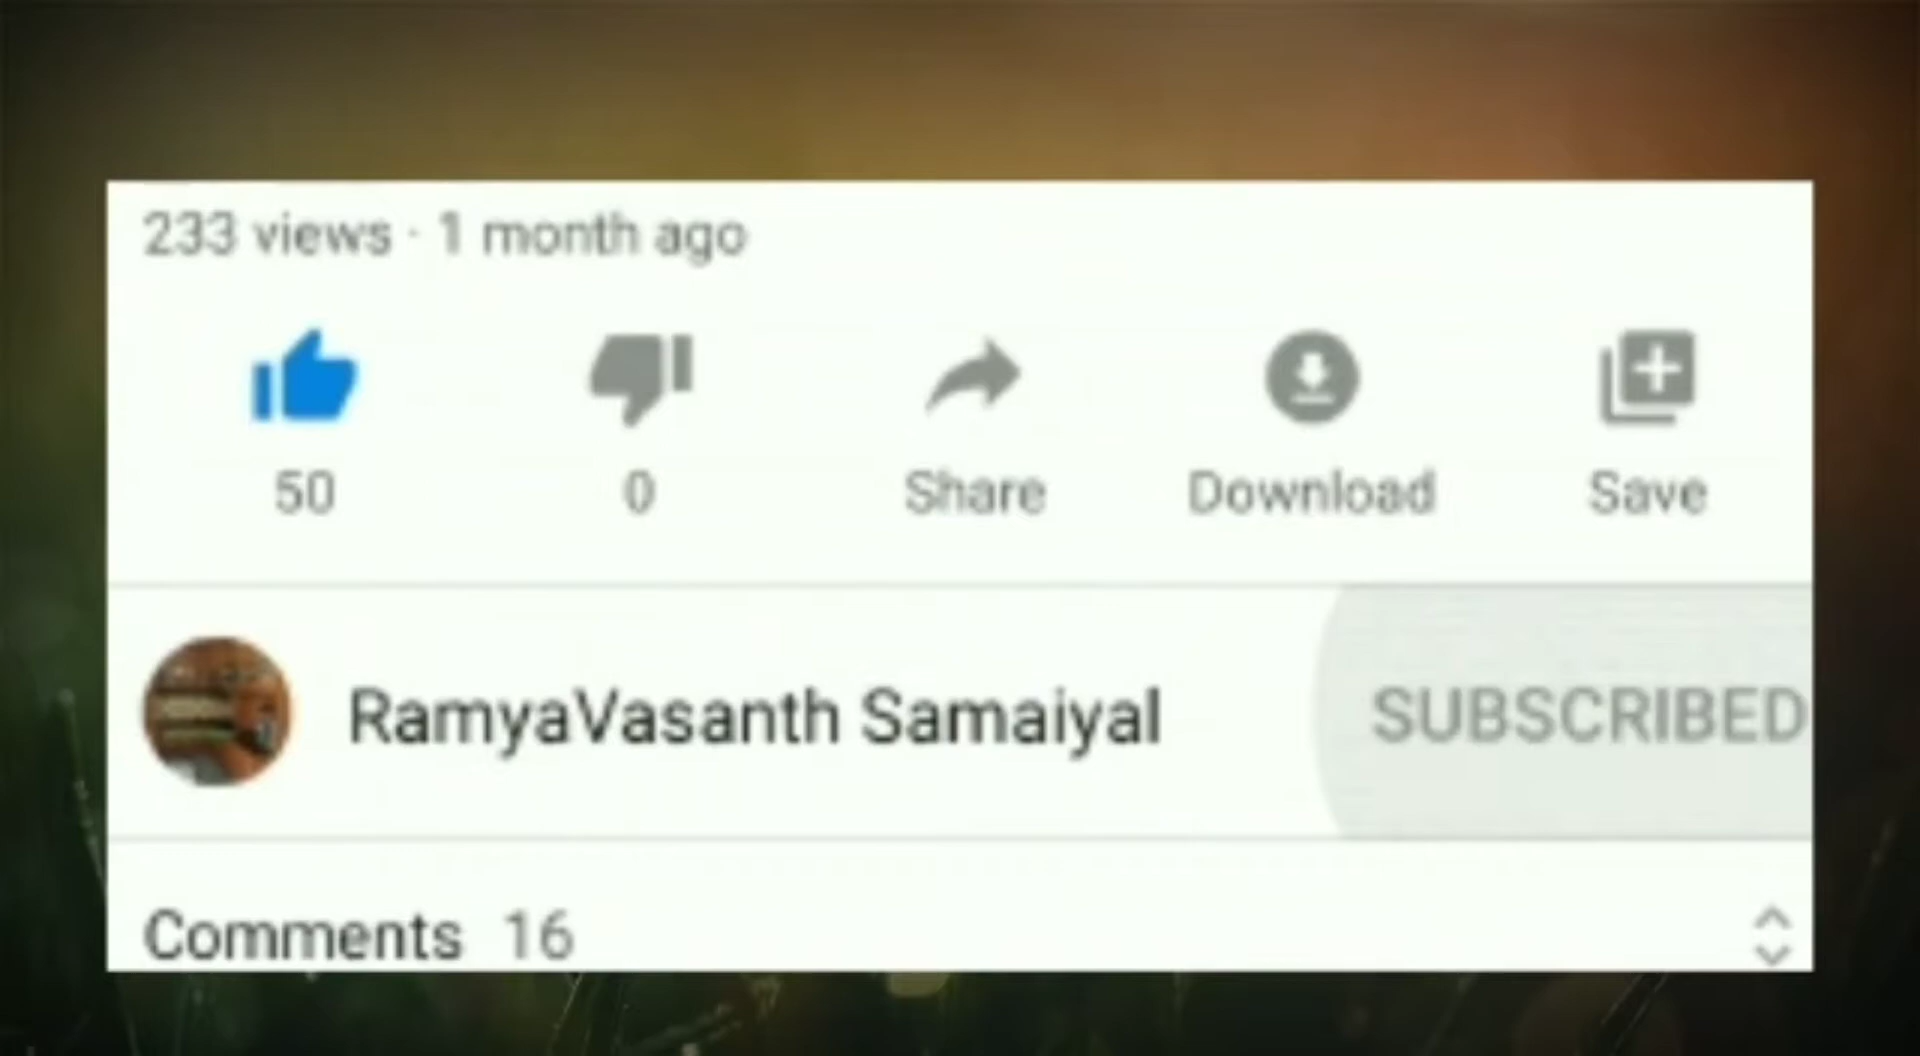 233 views · 1 month ago
50 0 Share Download Save
RamyaVasanth Samaiyal SUBSCRIBED
Comments 16